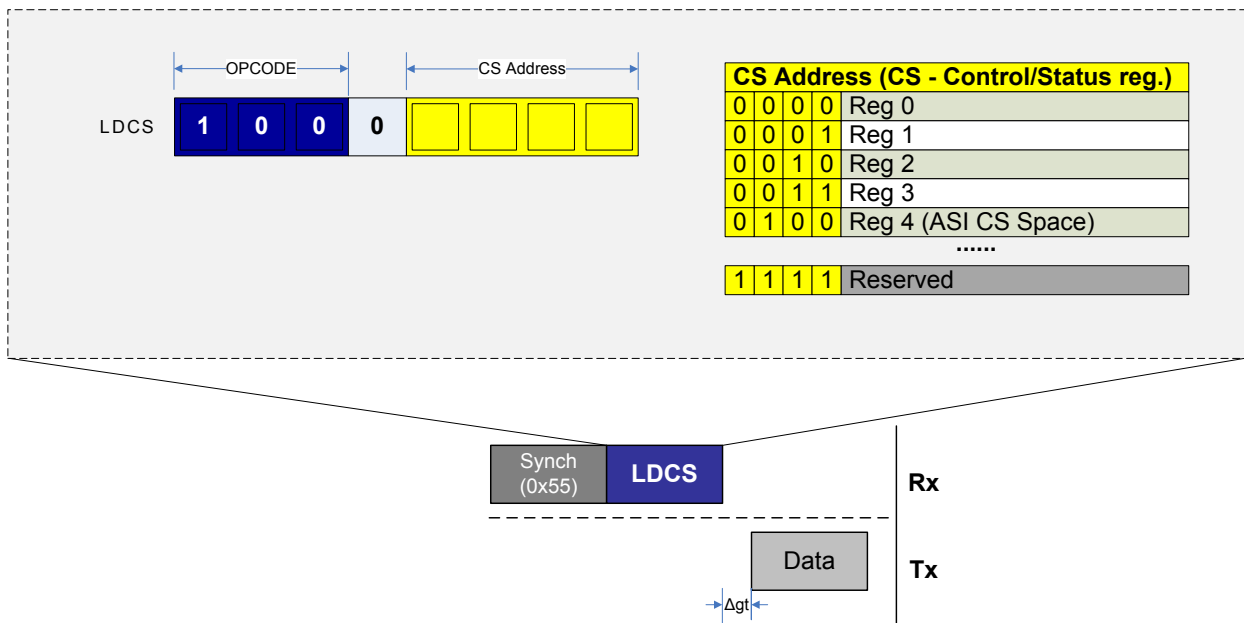 OPCODE
CS Address
LDCS 1 0 0 0
CS Address (CS - Control/Status reg.)
0 0 0 0 Reg 0
0 0 0 1 Reg 1
0 0 1 0 Reg 2
0 0 1 1 Reg 3
0 1 0 0 Reg 4 (ASI CS Space)
......
1 1 1 1 Reserved
Synch
(0x55)
LDCS
Rx
Data
Tx
Δgt